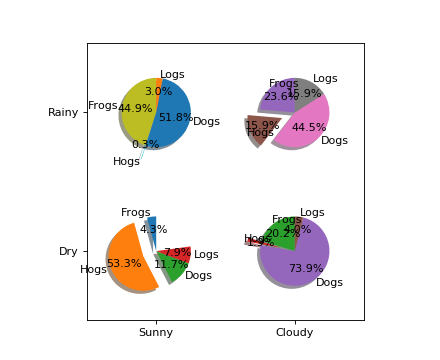 Logs
3.0%
Frogs
44.9%
51.8%
Dogs
0.3%
Hogs
Logs
Frogs
15.9%
23.6%
15.9%
Hogs
44.5%
Dogs
Rainy
Frogs
4.3%
53.3%
Hogs
7.9%
Logs
11.7%
Dogs
Frogs
Logs
4.0%
20.2%
Hogs
1.9%
73.9%
Dogs
Dry
Sunny
Cloudy